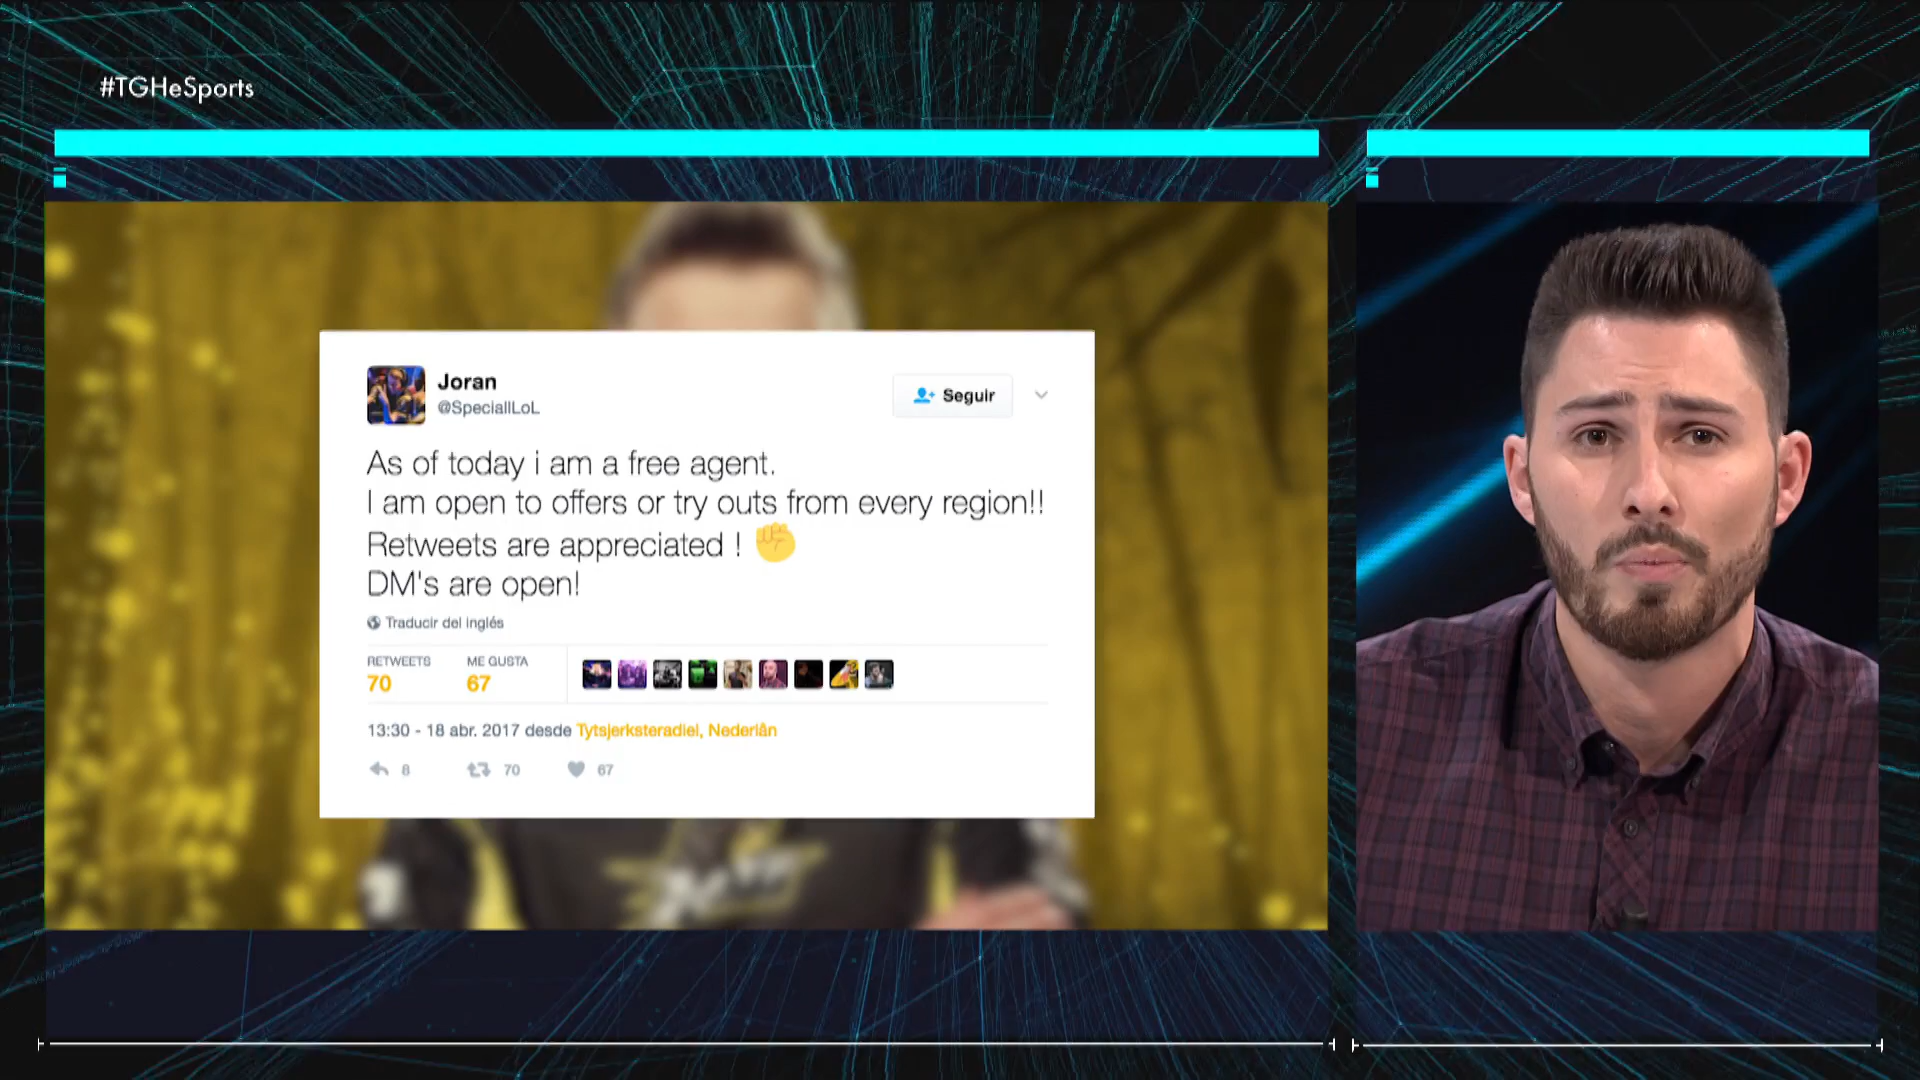 #TGHeSports
Joran
@SpeciallLoL
Seguir
As of today i am a free agent.
I am open to offers or try outs from every region!!
Retweets are appreciated ! ✊
DM's are open!
Traducir del inglés
RETWEETS
70
ME GUSTA
67
13:30 - 18 abr. 2017 desde Tytsjerksteradiel, Nederlân
8
70
67